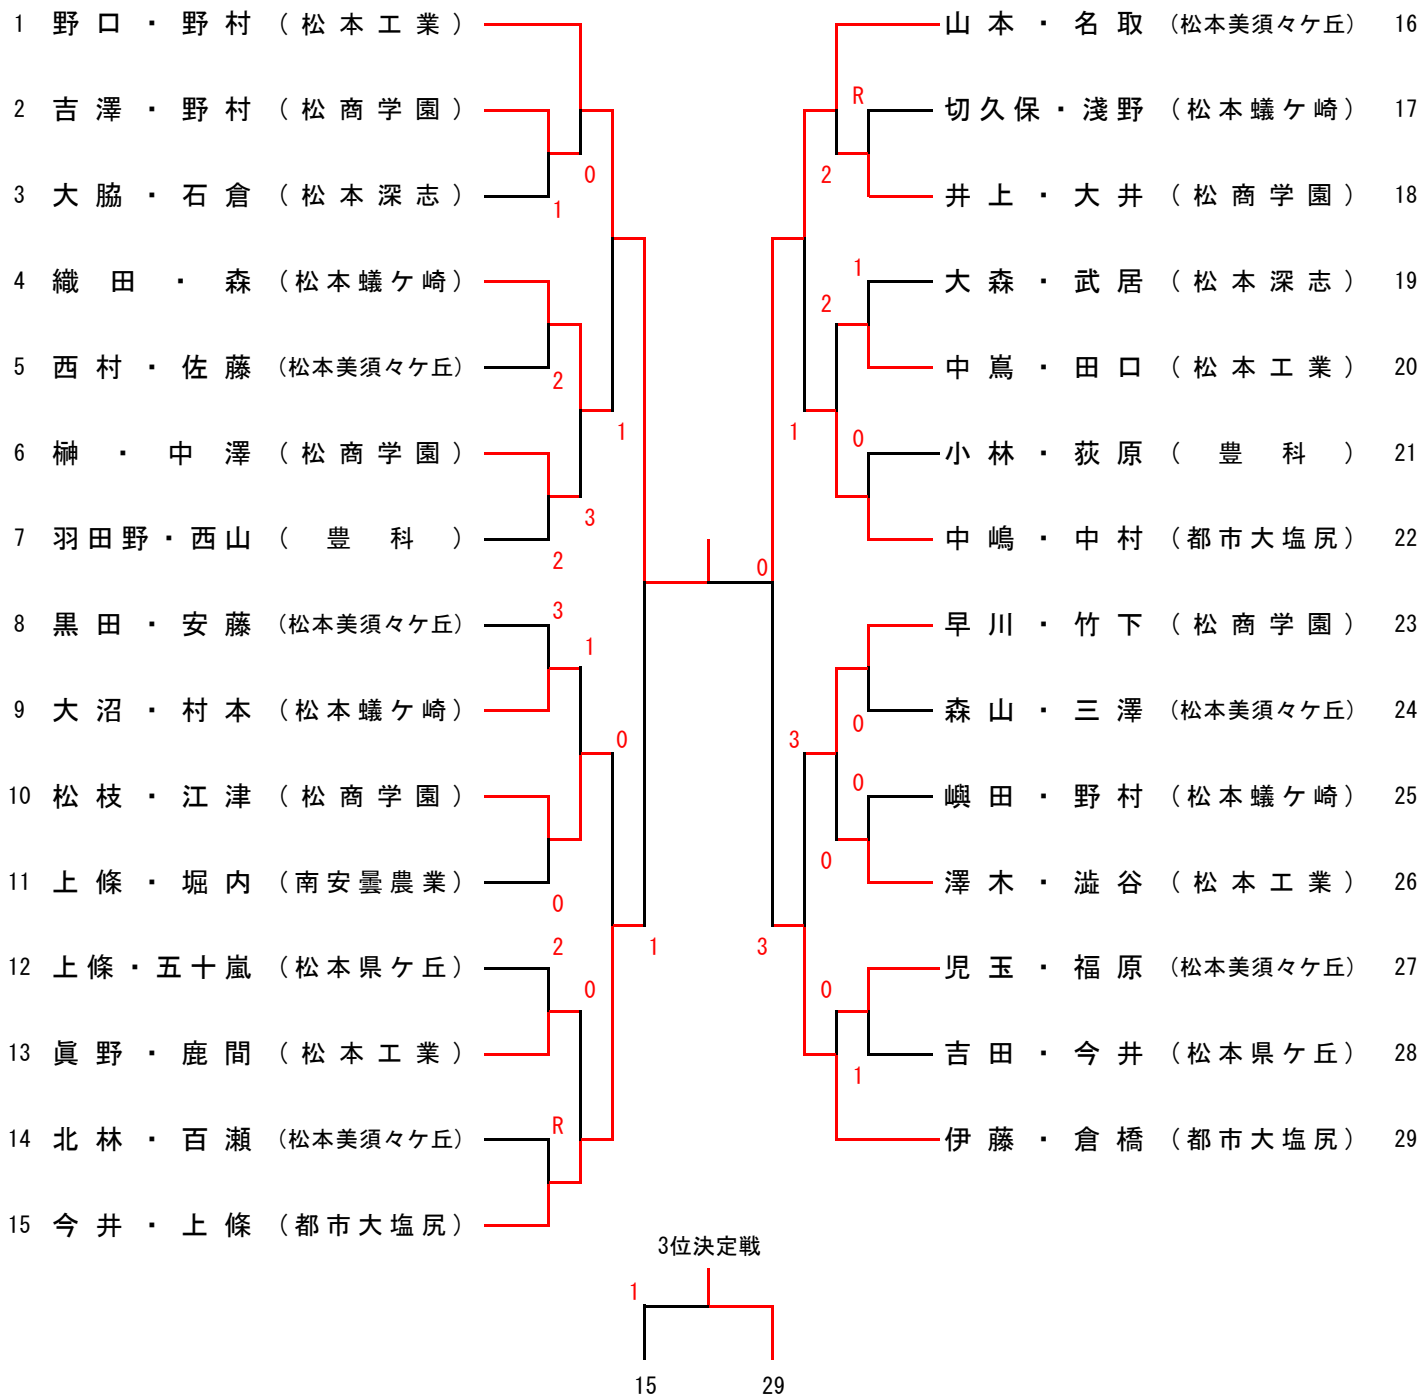 1 野口・野村 （松本工業）
2 吉澤・野村 （松商学園）
0
3 大脇・石倉 （松本深志）
1
4 織田・森 （松本蟻ケ崎）
5 西村・佐藤 （松本美須々ケ丘）
2
1
6 榊・中澤 （松商学園）
3
7 羽田野・西山 （豊科）
2
8 黒田・安藤 （松本美須々ケ丘）
3
1
9 大沼・村本 （松本蟻ケ崎）
0
10 松枝・江津 （松商学園）
11 上條・堀内 （南安曇農業）
0
2
1
12 上條・五十嵐 （松本県ケ丘）
0
13 眞野・鹿間 （松本工業）
R
14 北林・百瀬 （松本美須々ケ丘）
15 今井・上條 （都市大塩尻）
山本・名取 （松本美須々ケ丘） 16
R
切久保・淺野 （松本蟻ケ崎） 17
2
井上・大井 （松商学園） 18
1
大森・武居 （松本深志） 19
2
中嶌・田口 （松本工業） 20
1
0
小林・荻原 （豊科） 21
中嶋・中村 （都市大塩尻） 22
0
早川・竹下 （松商学園） 23
森山・三澤 （松本美須々ケ丘） 24
0
3
0
嶼田・野村 （松本蟻ケ崎） 25
0
澤木・澁谷 （松本工業） 26
3
児玉・福原 （松本美須々ケ丘） 27
0
吉田・今井 （松本県ケ丘） 28
1
伊藤・倉橋 （都市大塩尻） 29
3位決定戦
1
15 29